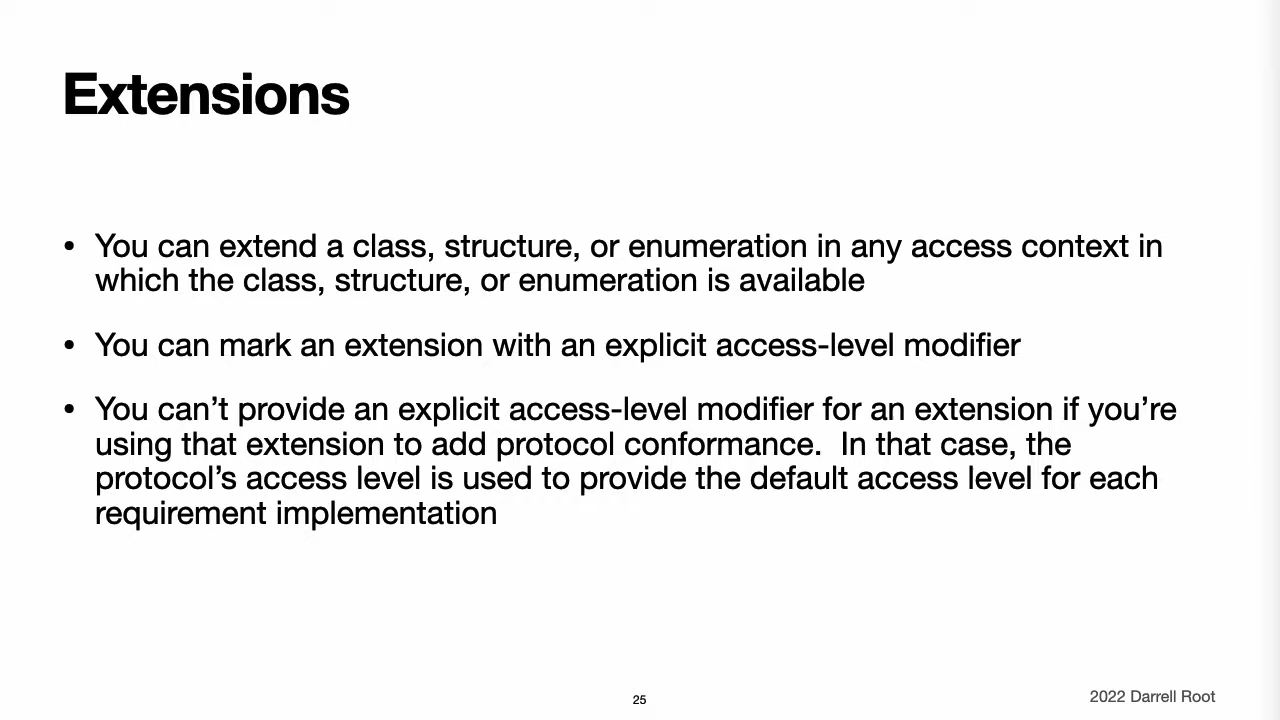 Extensions
• You can extend a class, structure, or enumeration in any access context in
which the class, structure, or enumeration is available
• You can mark an extension with an explicit access-level modifier
• You can’t provide an explicit access-level modifier for an extension if you’re
using that extension to add protocol conformance.  In that case, the
protocol’s access level is used to provide the default access level for each
requirement implementation
25
2022 Darrell Root